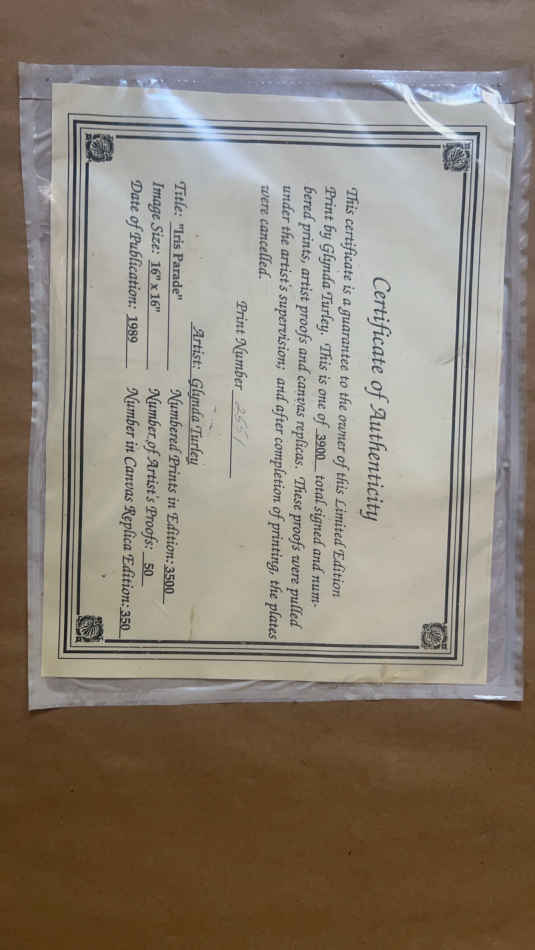 Certificate of Authenticity
This certificate is a guarantee to the owner of this Limited Edition
Print by Glynda Turley. This is one of 3900 total signed and num-
bered prints, artist proofs and canvas replicas. These proofs were pulled
under the artist's supervision; and after completion of printing, the plates
were cancelled.
Print Number
Artist: Glynda Turley
Title: "Iris Parade" Numbered Prints in Edition: 3500
Image Size: 16" x 16" Number of Artist's Proofs: 50
Date of Publication: 1989 Number in Canvas Replica Edition: 350